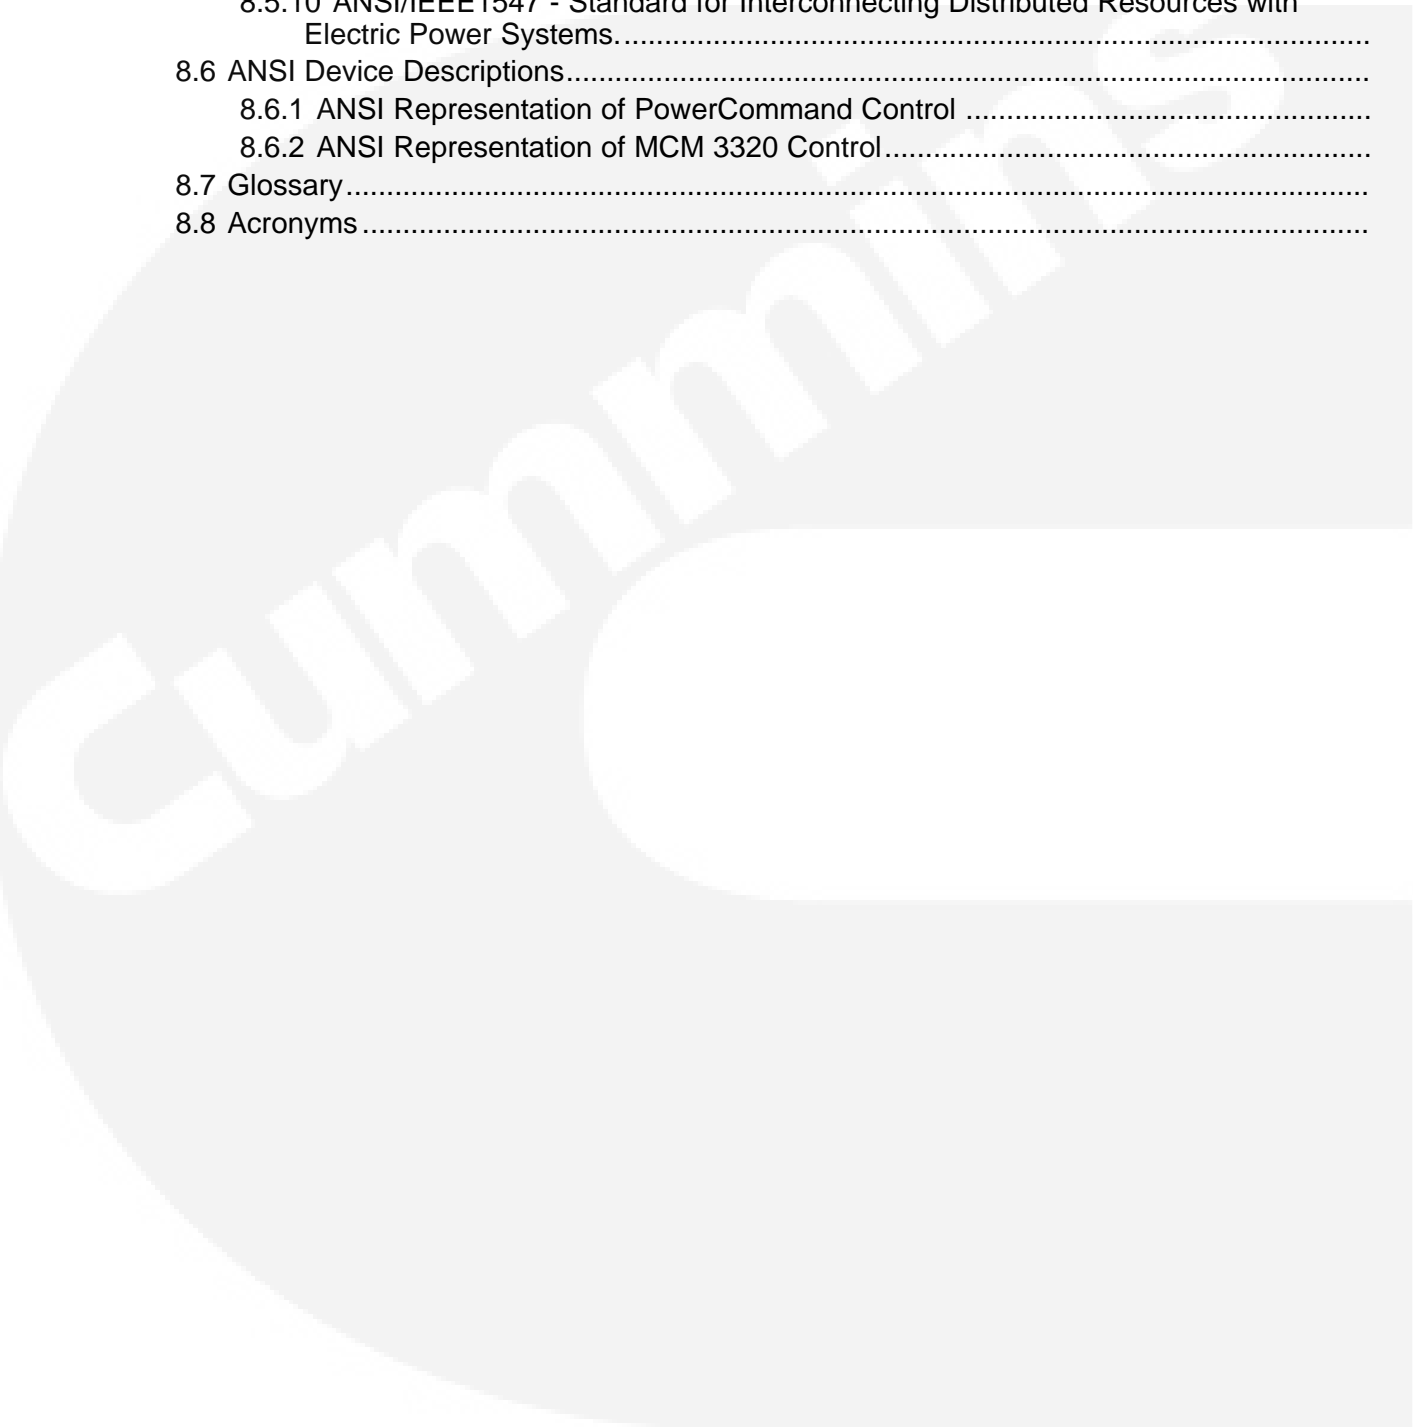 8.5.10 ANSI/IEEE1547 - Standard for Interconnecting Distributed Resources with
Electric Power Systems...............................................................................................
8.6 ANSI Device Descriptions....................................................................................................
8.6.1 ANSI Representation of PowerCommand Control ..................................................
8.6.2 ANSI Representation of MCM 3320 Control............................................................
8.7 Glossary...............................................................................................................................
8.8 Acronyms.............................................................................................................................
Cummins